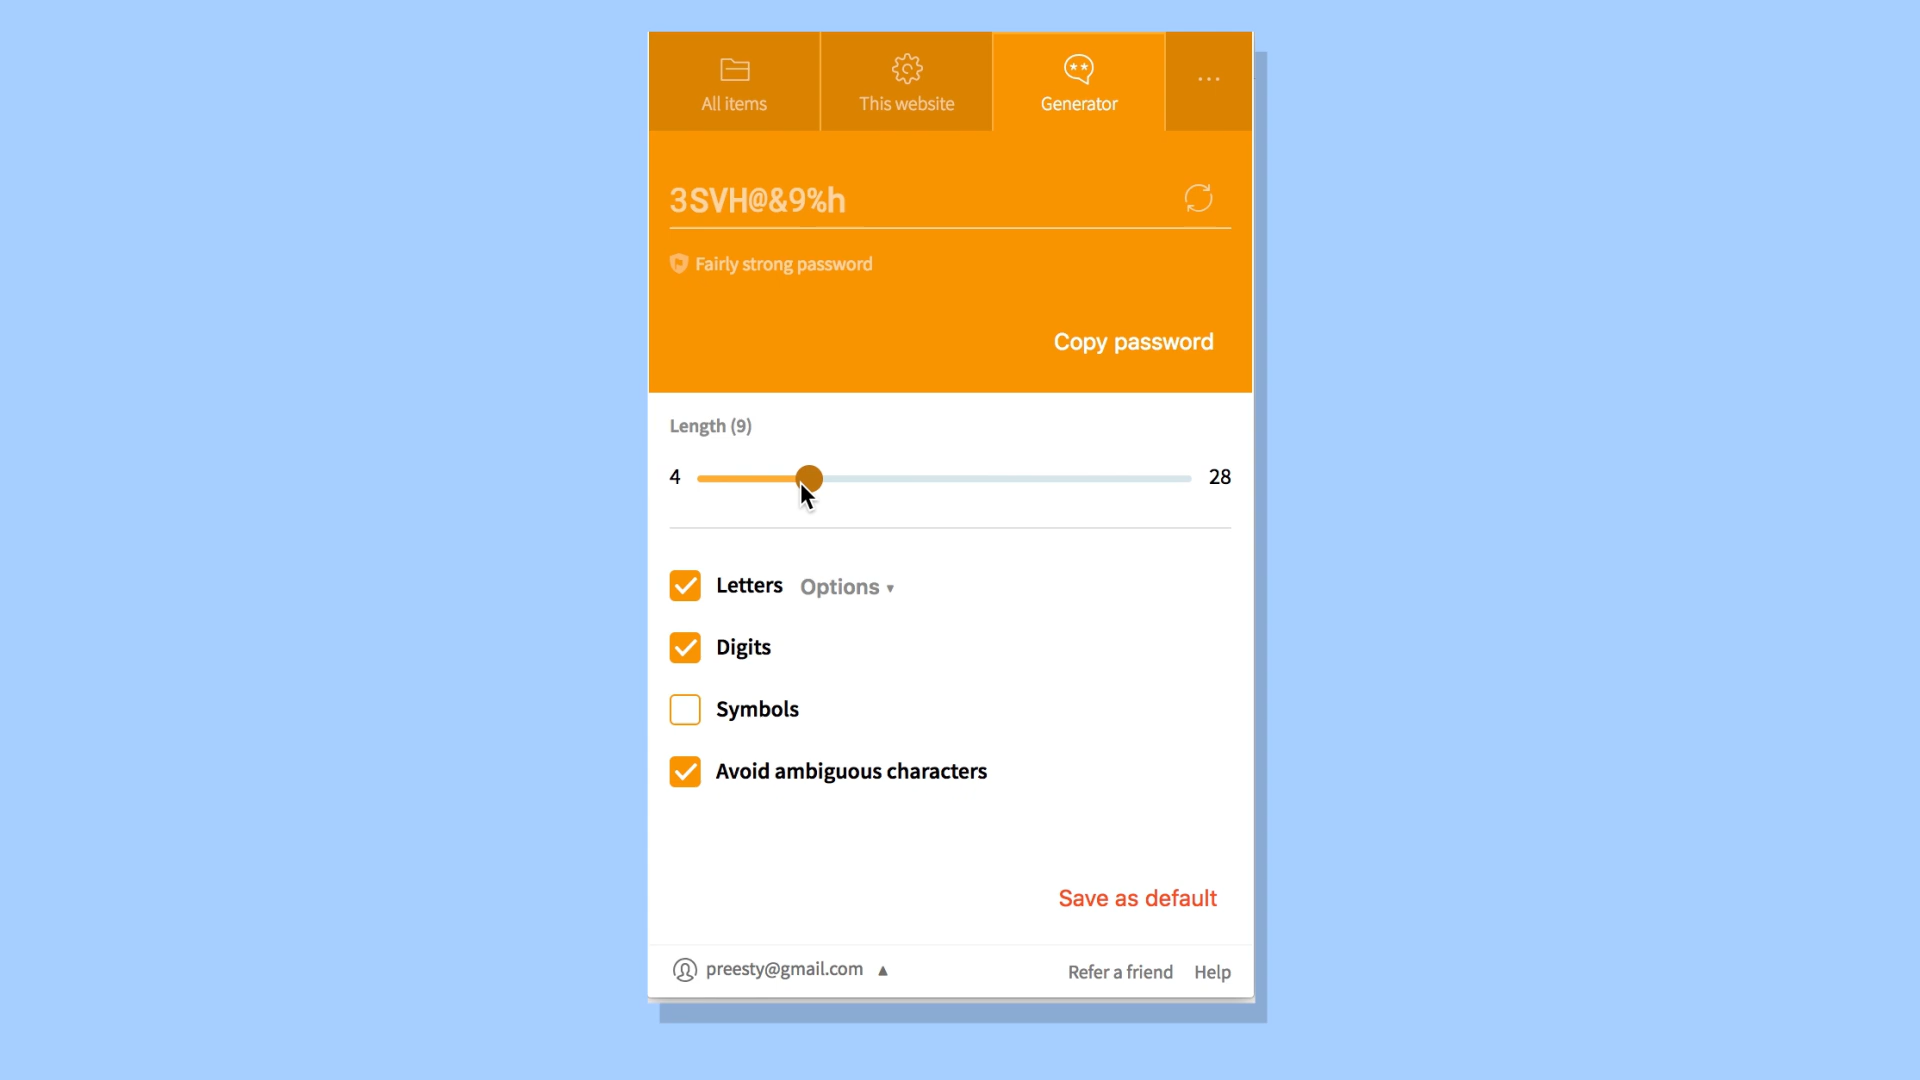 All items
This website
Generator
...
3SVH@&9%h
Fairly strong password
Copy password
Length (9)
4
28
Letters Options ▾
Digits
Symbols
Avoid ambiguous characters
Save as default
preesty@gmail.com ▲
Refer a friend
Help